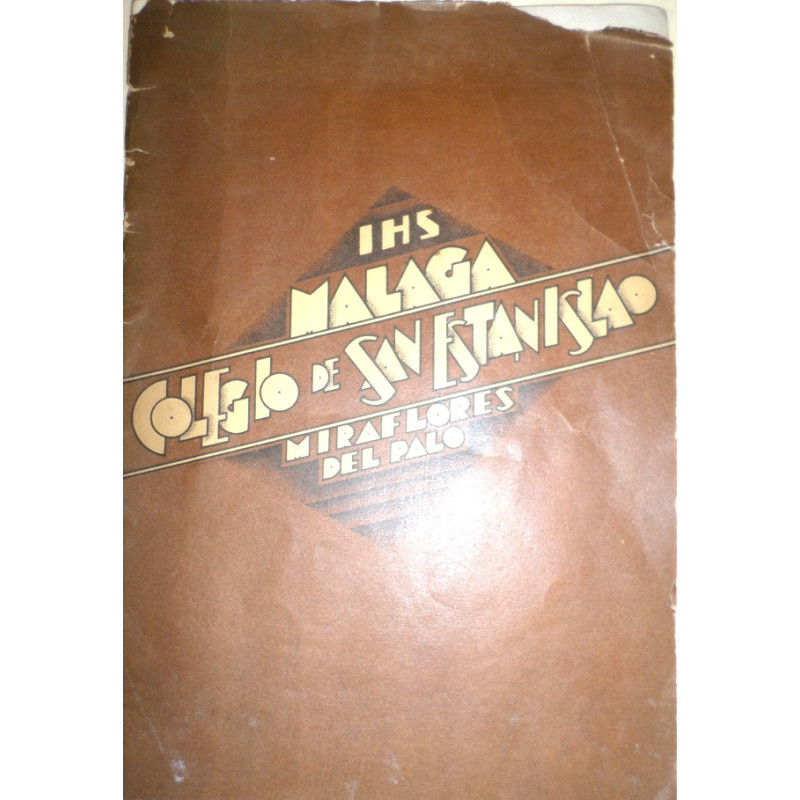 IHS
MALAGA
COLEGIO DE SAN ESTANISLAO
MIRAFLORES
DEL PALO